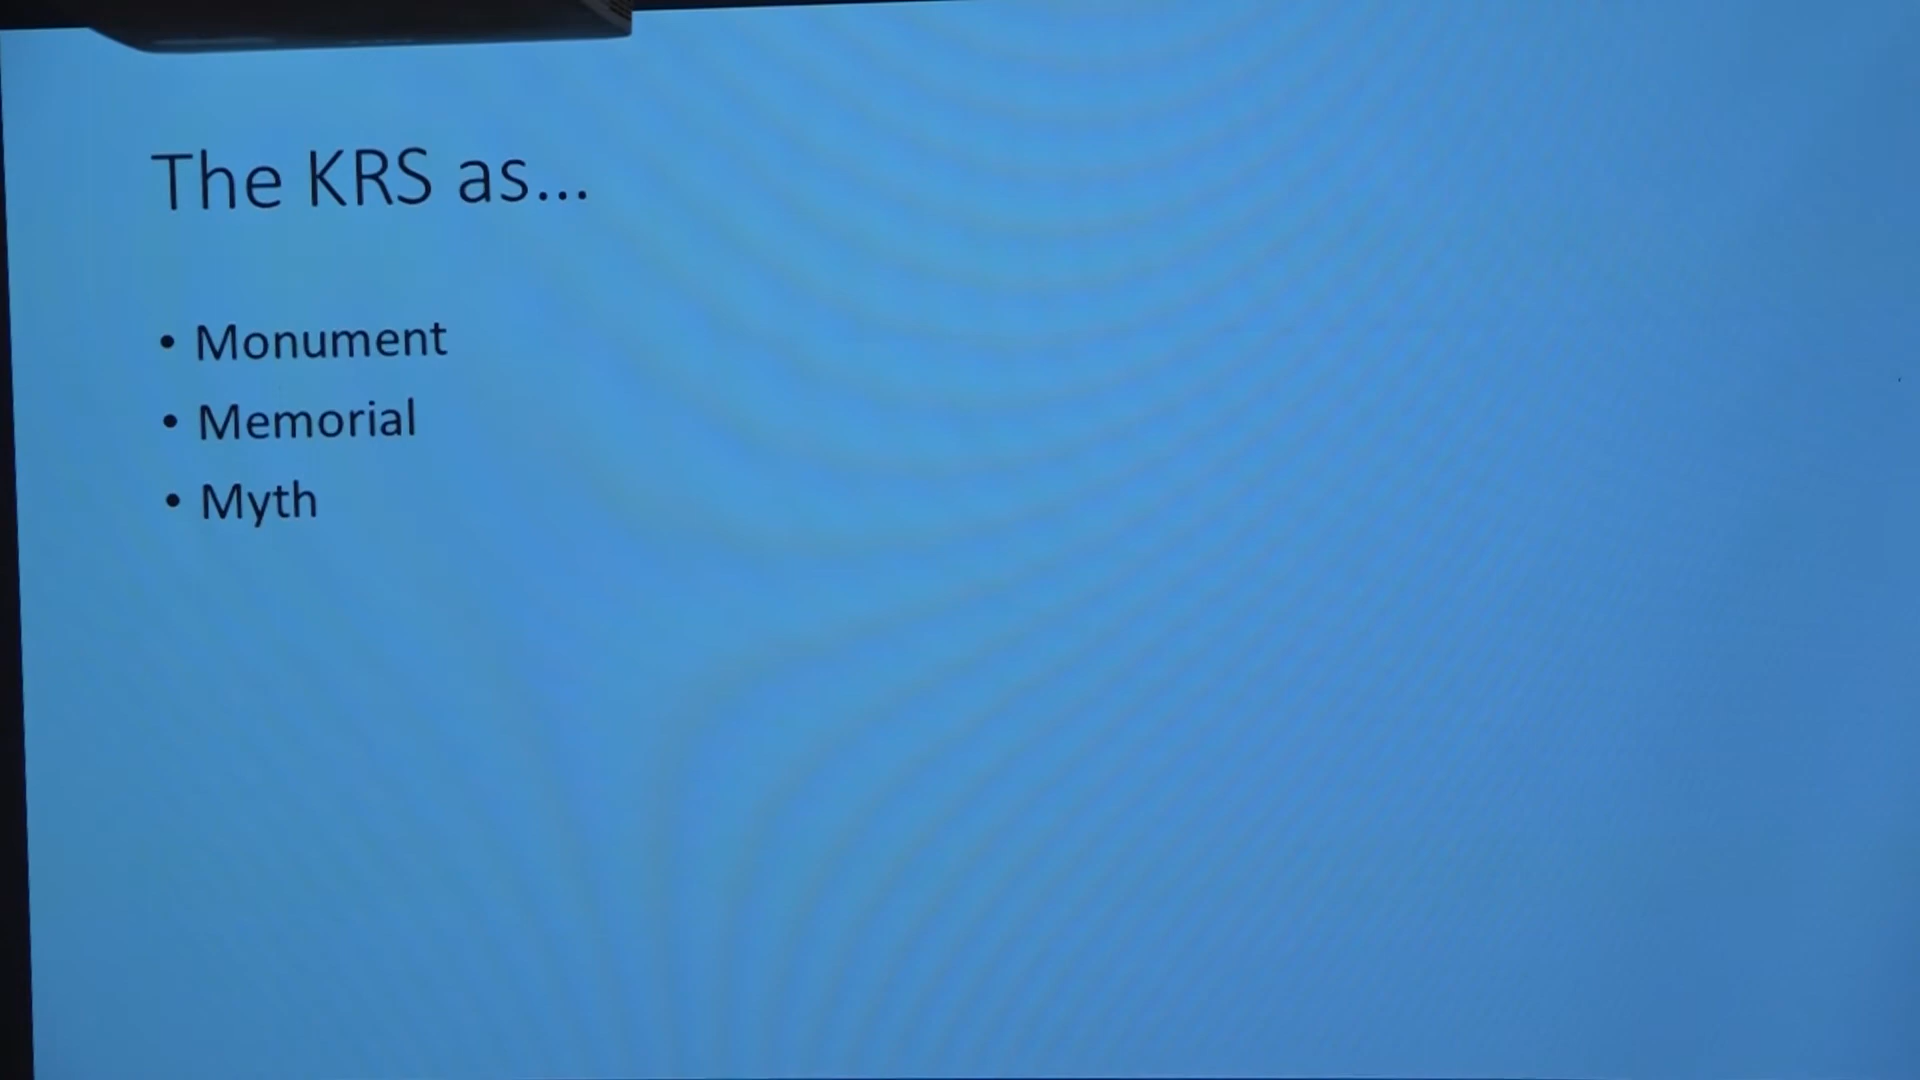 The KRS as...
• Monument
• Memorial
• Myth